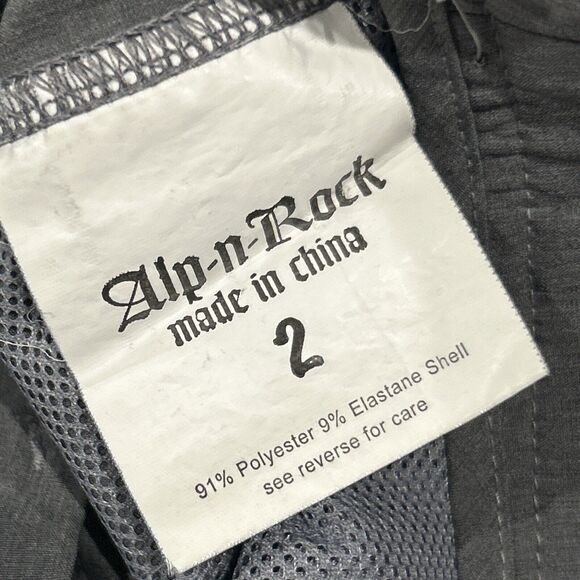 Alp-n-Rock
made in china
2
91% Polyester 9% Elastane Shell
see reverse for care